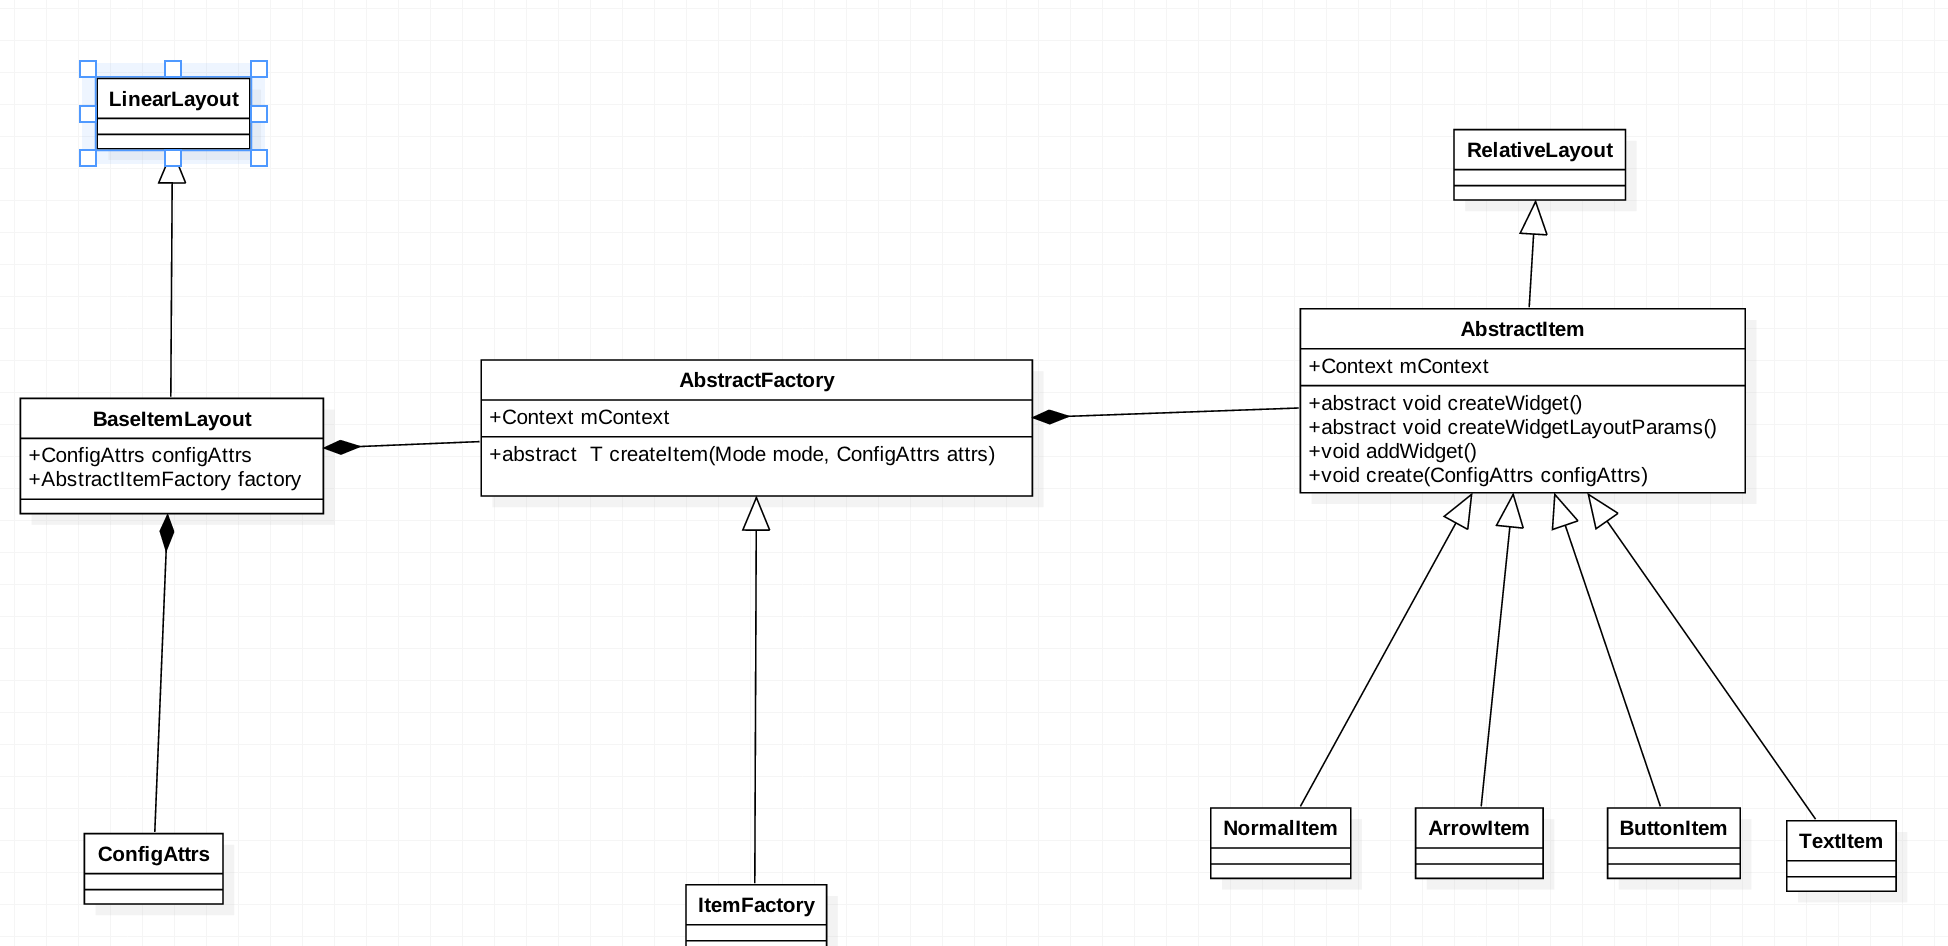 LinearLayout
RelativeLayout
AbstractItem
+Context mContext
+abstract void createWidget()
+abstract void createWidgetLayoutParams()
+void addWidget()
+void create(ConfigAttrs configAttrs)
AbstractFactory
+Context mContext
+abstract  T createItem(Mode mode, ConfigAttrs attrs)
BaseItemLayout
+ConfigAttrs configAttrs
+AbstractItemFactory factory
NormalItem
ArrowItem
ButtonItem
TextItem
ConfigAttrs
ItemFactory